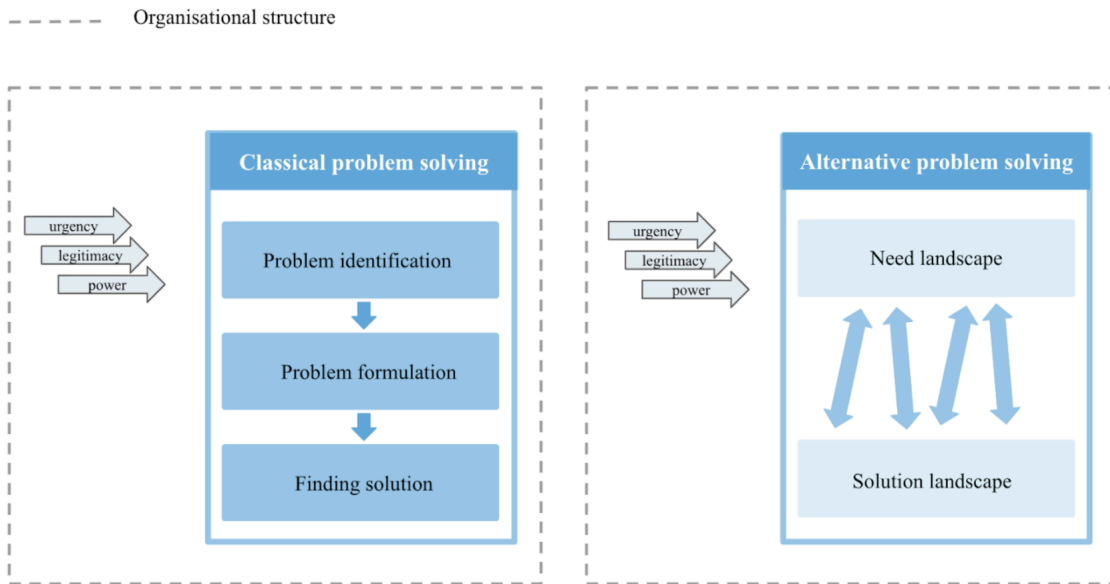 Organisational structure
Classical problem solving
urgency
legitimacy
power
Problem identification
Problem formulation
Finding solution
Alternative problem solving
urgency
legitimacy
power
Need landscape
Solution landscape